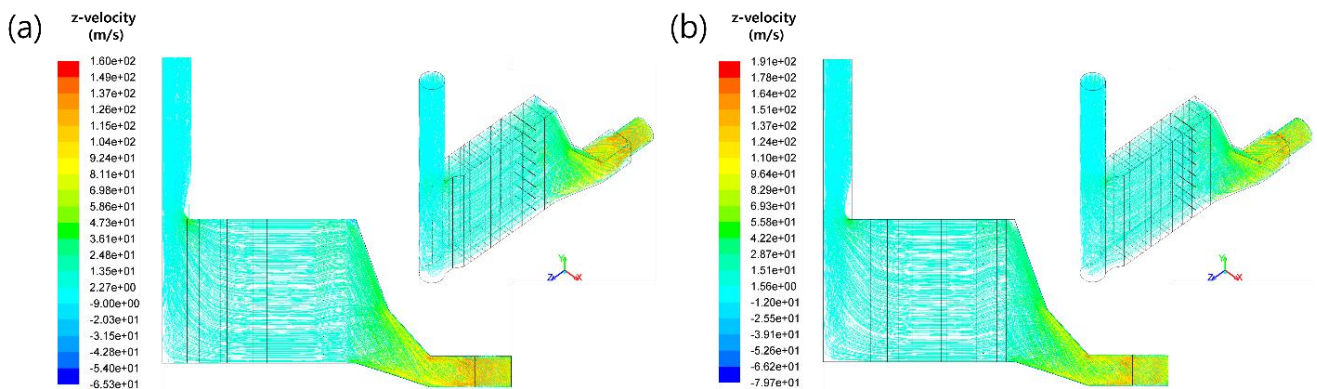 (a)
z-velocity
(m/s)
1.60e+02
1.49e+02
1.37e+02
1.26e+02
1.15e+02
1.04e+02
9.24e+01
8.11e+01
6.98e+01
5.86e+01
4.73e+01
3.61e+01
2.48e+01
1.35e+01
2.27e+00
-9.00e+00
-2.03e+01
-3.15e+01
-4.28e+01
-5.40e+01
-6.53e+01
Y
Z
X
(b)
z-velocity
(m/s)
1.91e+02
1.78e+02
1.64e+02
1.51e+02
1.37e+02
1.24e+02
1.10e+02
9.64e+01
8.29e+01
6.93e+01
5.58e+01
4.22e+01
2.87e+01
1.51e+01
1.56e+00
-1.20e+01
-2.55e+01
-3.91e+01
-5.26e+01
-6.62e+01
-7.97e+01
Y
Z
X